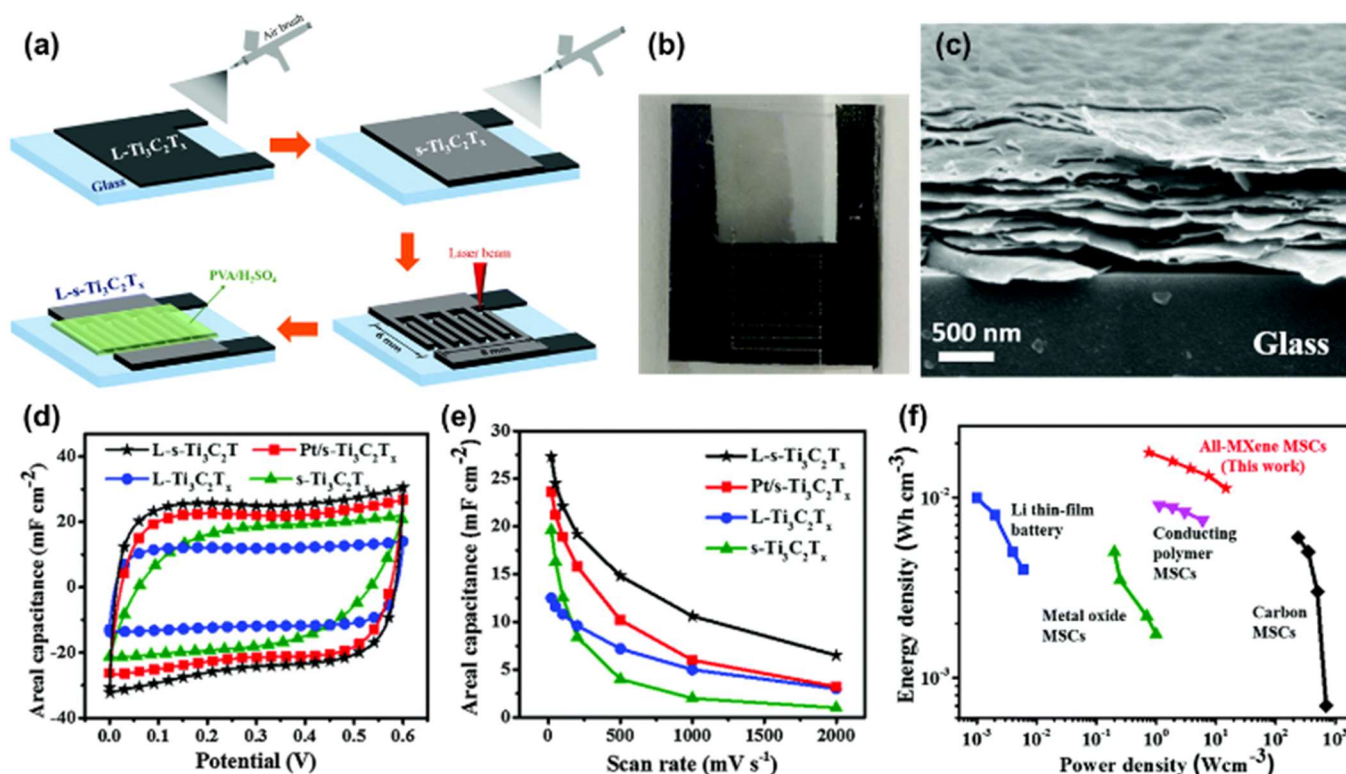 (a)
Air brush
L-Ti₃C₂Tₓ
Glass
s-Ti₃C₂Tₓ
L-s-Ti₃C₂Tₓ
PVA/H₂SO₄
Laser beam
6 mm
8 mm
(b)
(c)
500 nm
Glass
(d)
Areal capacitance (mF cm⁻²)
40
20
0
-20
-40
L-s-Ti₃C₂T
Pt/s-Ti₃C₂Tₓ
L-Ti₃C₂Tₓ
s-Ti₃C₂Tₓ
0.0 0.1 0.2 0.3 0.4 0.5 0.6
Potential (V)
(e)
Areal capacitance (mF cm⁻²)
30
25
20
15
10
5
0
L-s-Ti₃C₂Tₓ
Pt/s-Ti₃C₂Tₓ
L-Ti₃C₂Tₓ
s-Ti₃C₂Tₓ
0 500 1000 1500 2000
Scan rate (mV s⁻¹)
(f)
Energy density (Wh cm⁻³)
10⁻²
10⁻³
All-MXene MSCs
(This work)
Li thin-film
battery
Conducting
polymer
MSCs
Metal oxide
MSCs
Carbon
MSCs
10⁻³ 10⁻² 10⁻¹ 10⁰ 10¹ 10² 10³
Power density (Wcm⁻³)